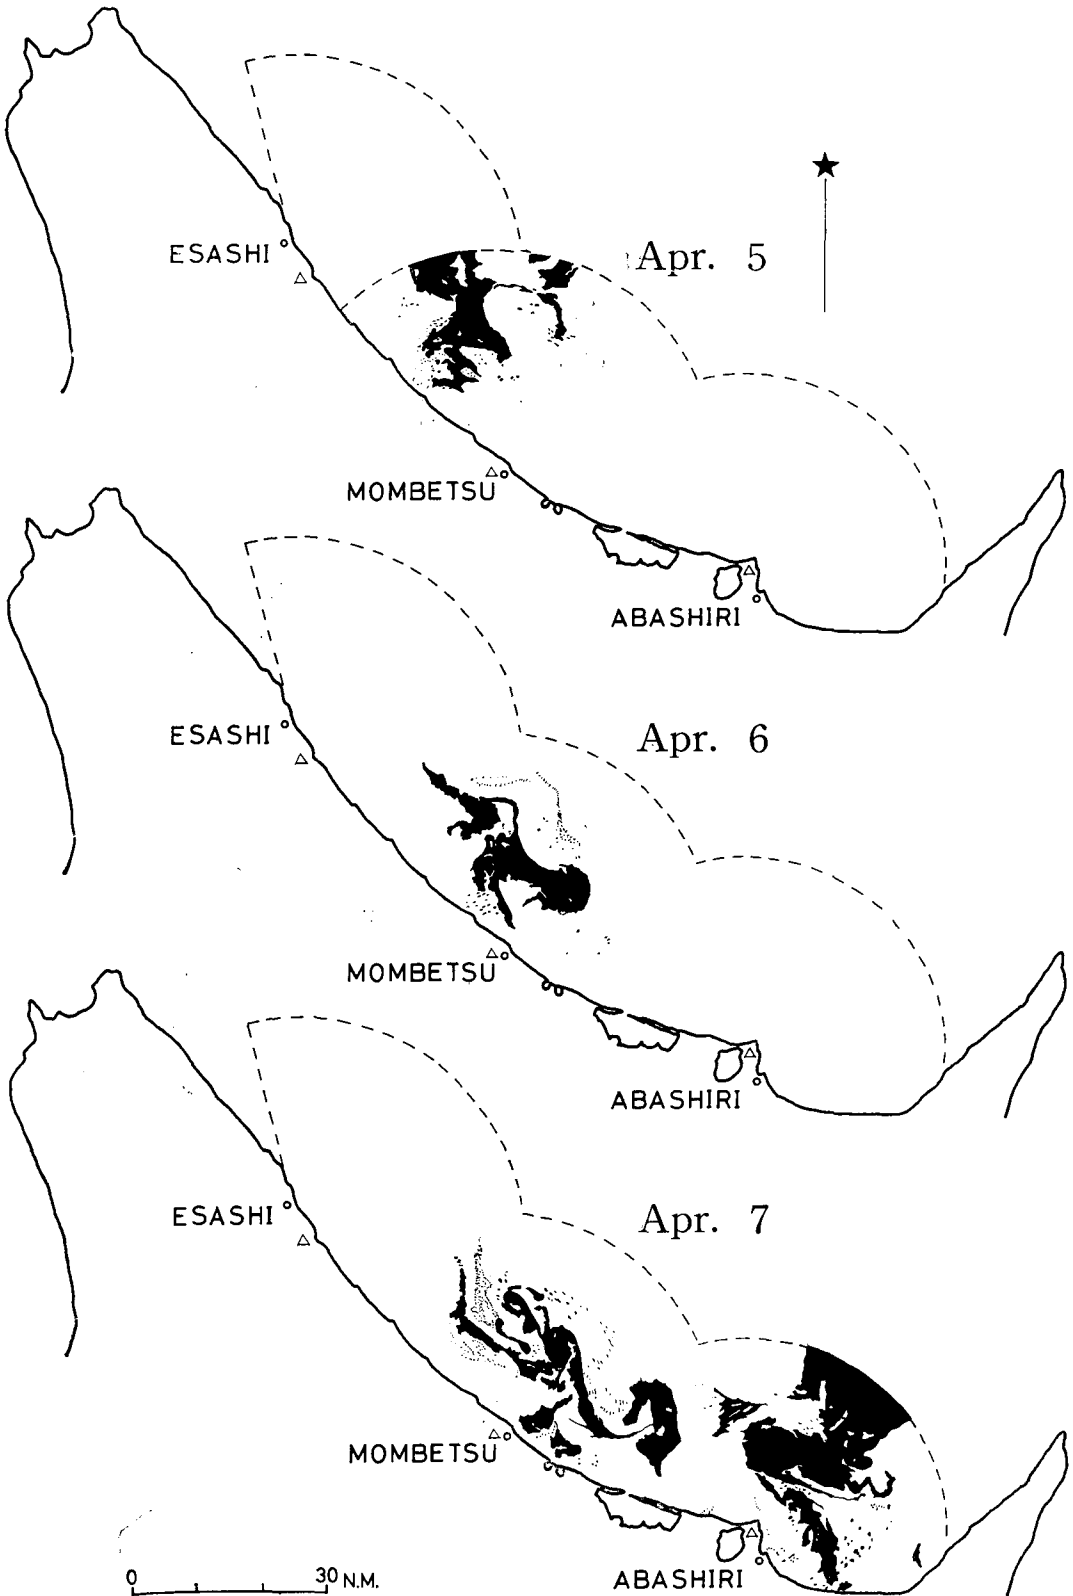 ESASHI
Apr. 5
MOMBETSU
ABASHIRI
ESASHI
Apr. 6
MOMBETSU
ABASHIRI
ESASHI
Apr. 7
MOMBETSU
ABASHIRI
0 30 N.M.